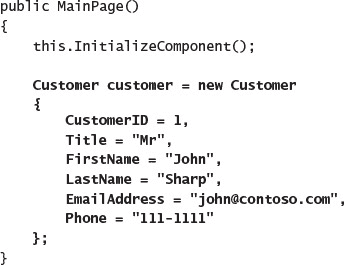 public MainPage()
{
    this.InitializeComponent();

    Customer customer = new Customer
    {
        CustomerID = 1,
        Title = "Mr",
        FirstName = "John",
        LastName = "Sharp",
        EmailAddress = "john@contoso.com",
        Phone = "111-1111"
    };
}